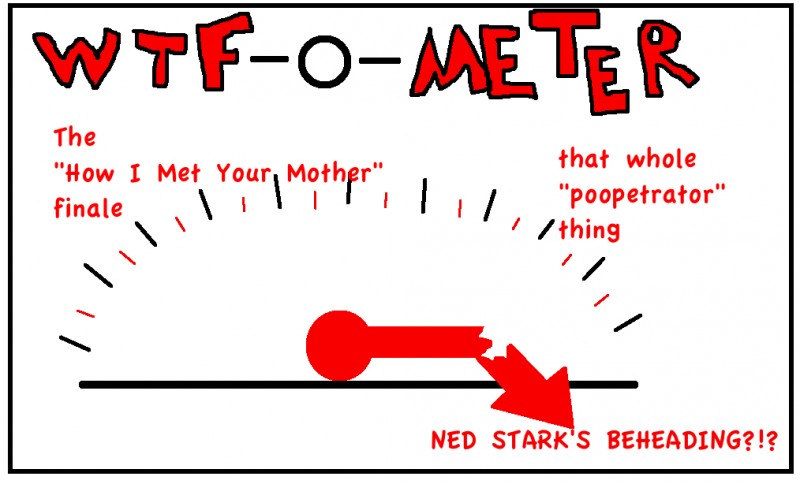 WTF-O-METER
The
"How I Met Your Mother"
finale
that whole
"poopetrator"
thing
NED STARK'S BEHEADING?!?